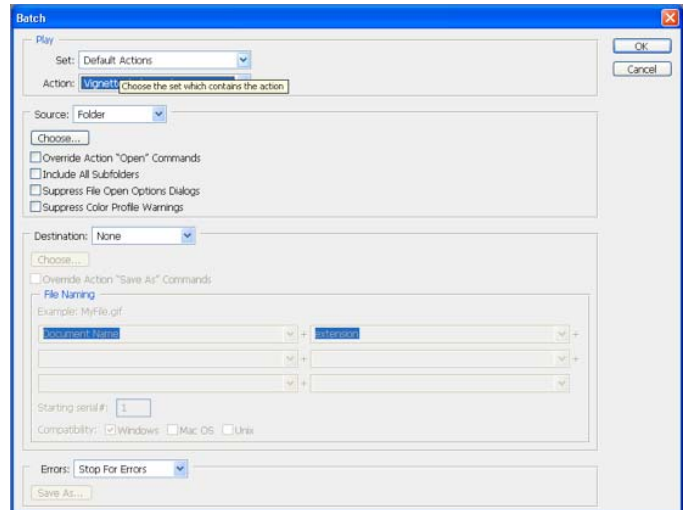 Batch
Play
OK
Set: Default Actions
Cancel
Action: Vignette
Choose the set which contains the action
Source: Folder
Choose...
Override Action "Open" Commands
Include All Subfolders
Suppress File Open Options Dialogs
Suppress Color Profile Warnings
Destination: None
Choose...
Override Action "Save As" Commands
File Naming
Example: MyFile.gif
Document Name + extension +
+ +
+
Starting serial#: 1
Compatibility: Windows Mac OS Unix
Errors: Stop For Errors
Save As...